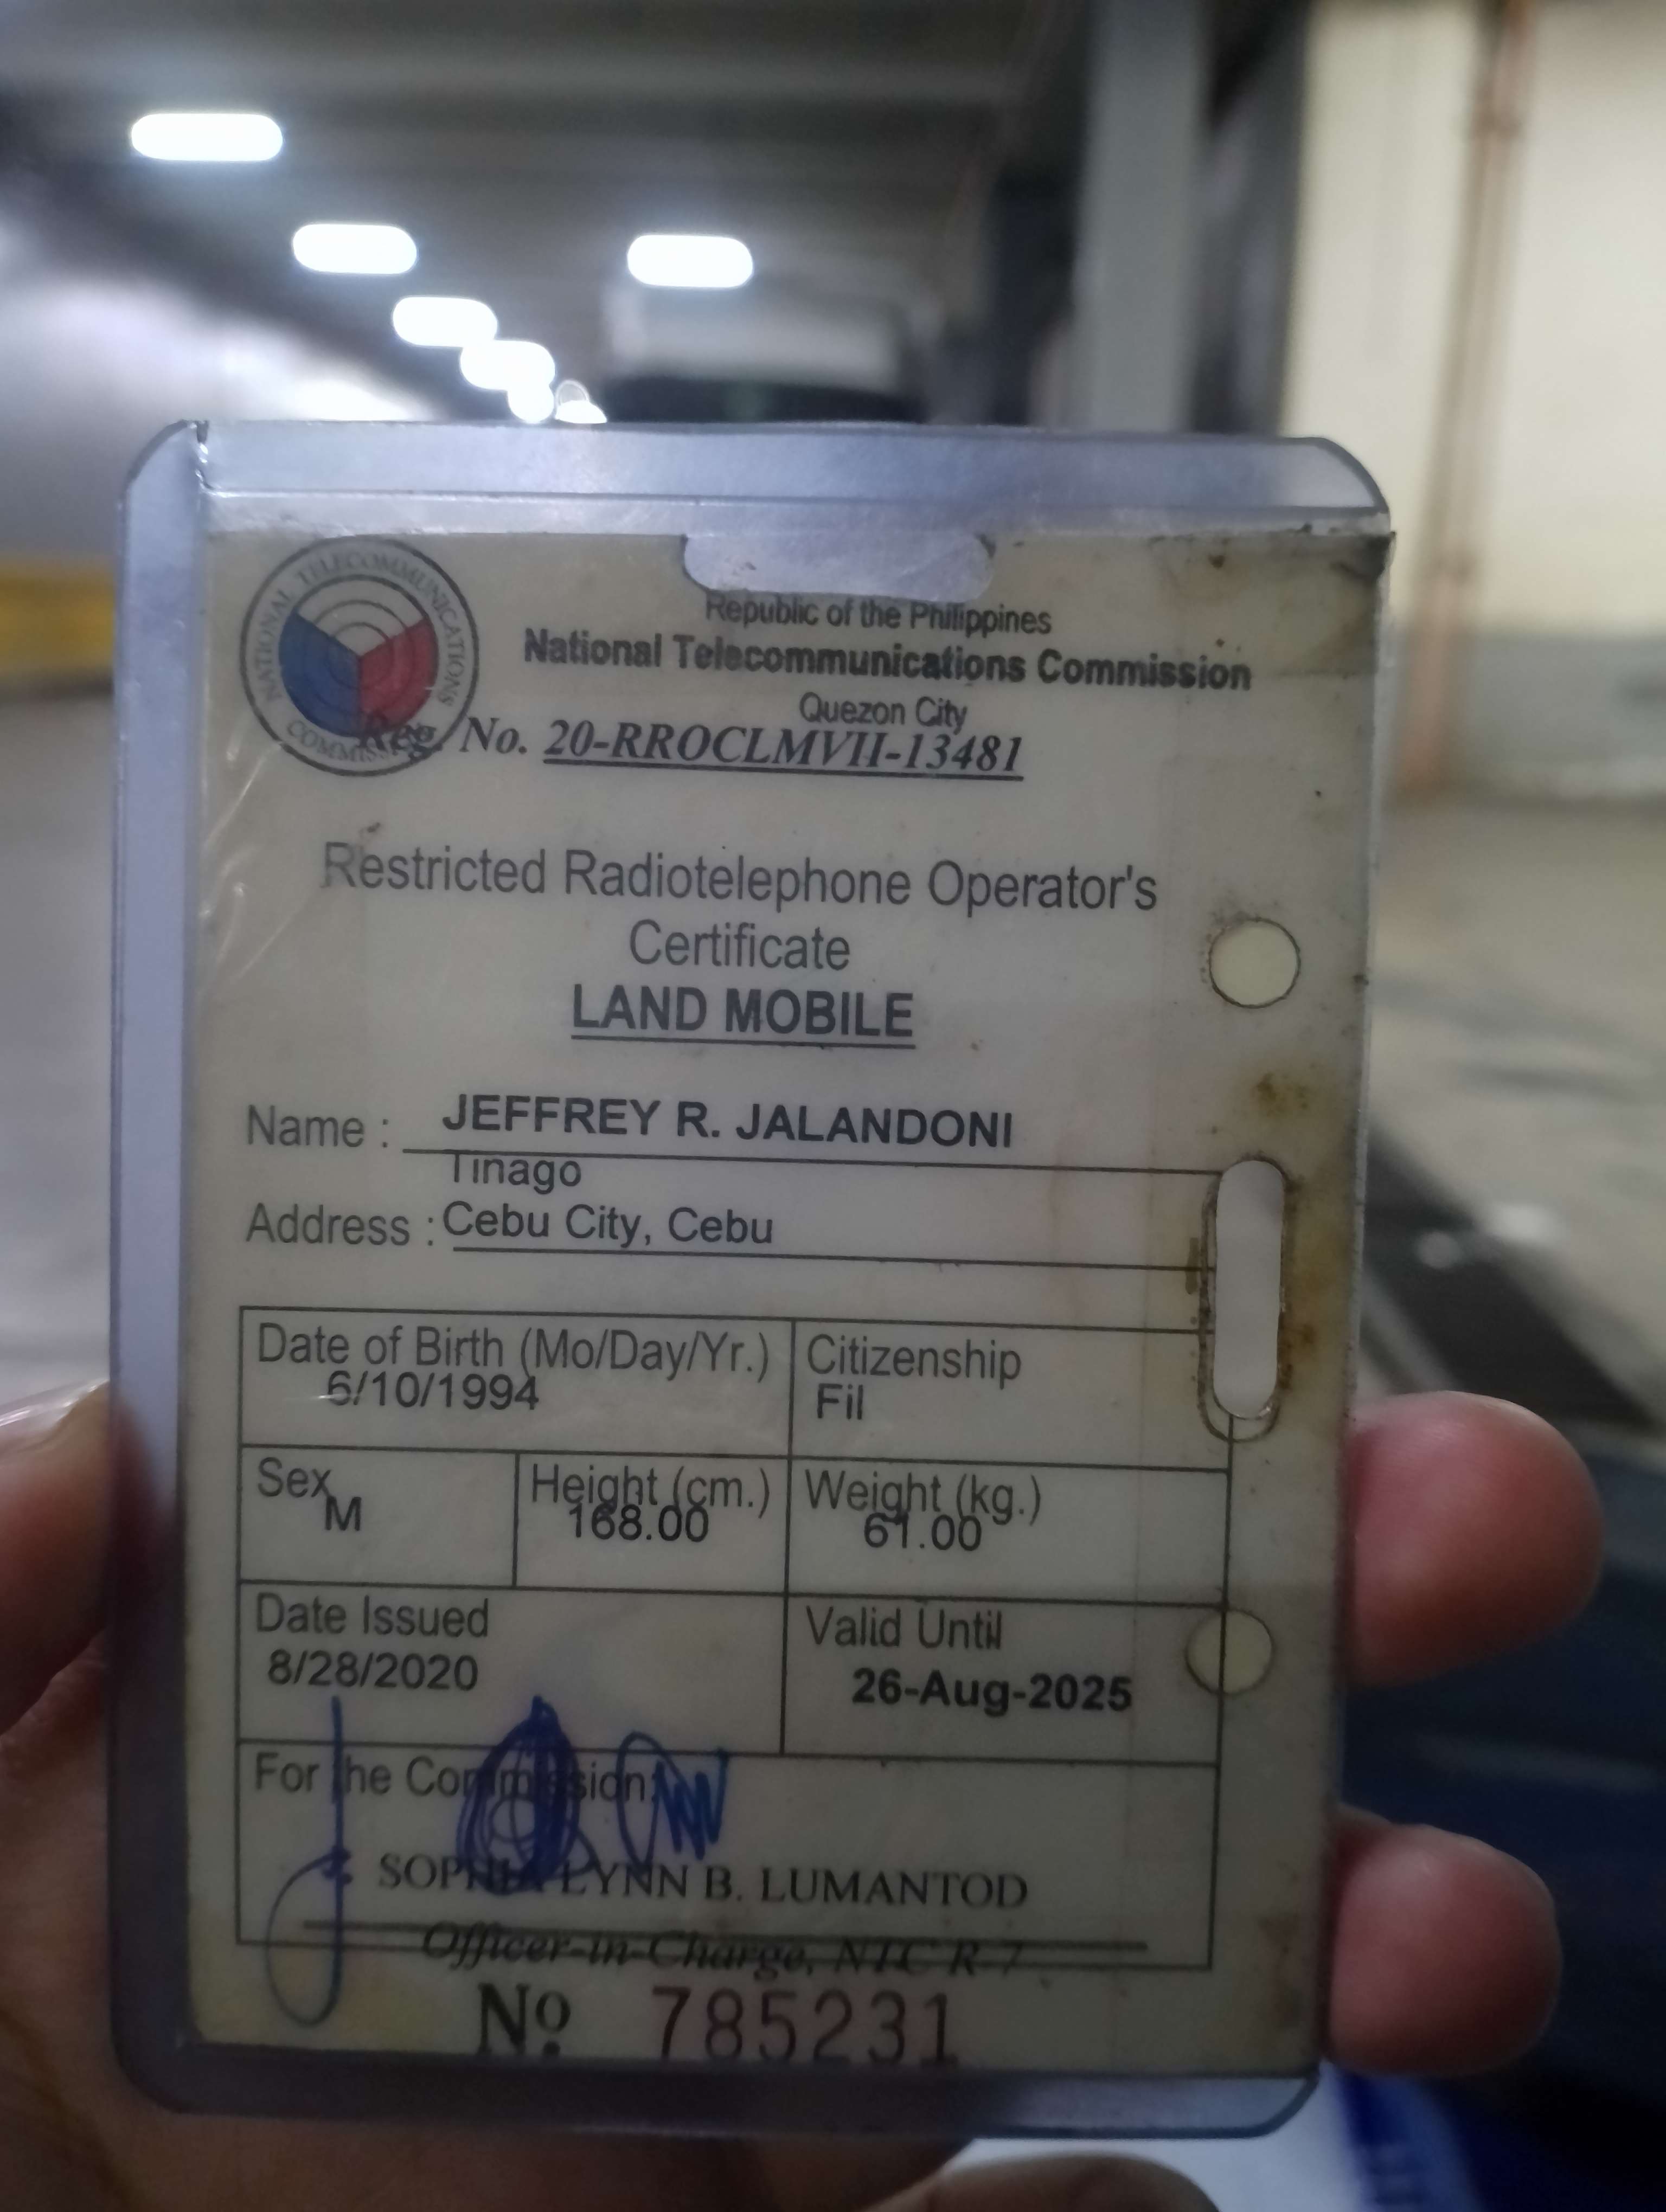 NATIONAL TELECOMMUNICATIONS COMMISSION
Republic of the Philippines
National Telecommunications Commission
Quezon City
Reg. No. 20-RROCLMVII-13481
Restricted Radiotelephone Operator's
Certificate
LAND MOBILE
Name : JEFFREY R. JALANDONI
Tinago
Address : Cebu City, Cebu
Date of Birth (Mo/Day/Yr.) Citizenship
6/10/1994 Fil
Sex Height (cm.) Weight (kg.)
M 168.00 61.00
Date Issued Valid Until
8/28/2020 26-Aug-2025
For the Commission:
SOPHIA LYNN B. LUMANTOD
Officer-in-Charge, NTC R-7
No. 785231